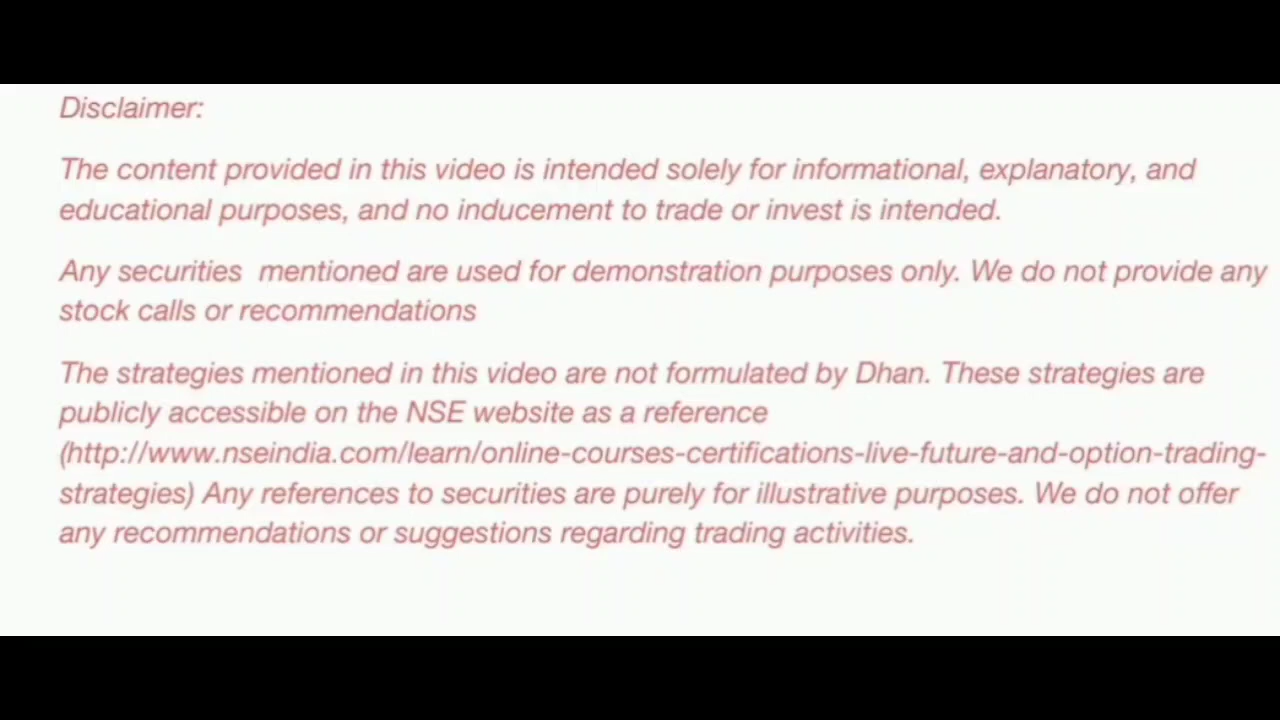 Disclaimer:
The content provided in this video is intended solely for informational, explanatory, and
educational purposes, and no inducement to trade or invest is intended.
Any securities  mentioned are used for demonstration purposes only. We do not provide any
stock calls or recommendations
The strategies mentioned in this video are not formulated by Dhan. These strategies are
publicly accessible on the NSE website as a reference
(http://www.nseindia.com/learn/online-courses-certifications-live-future-and-option-trading-
strategies) Any references to securities are purely for illustrative purposes. We do not offer
any recommendations or suggestions regarding trading activities.